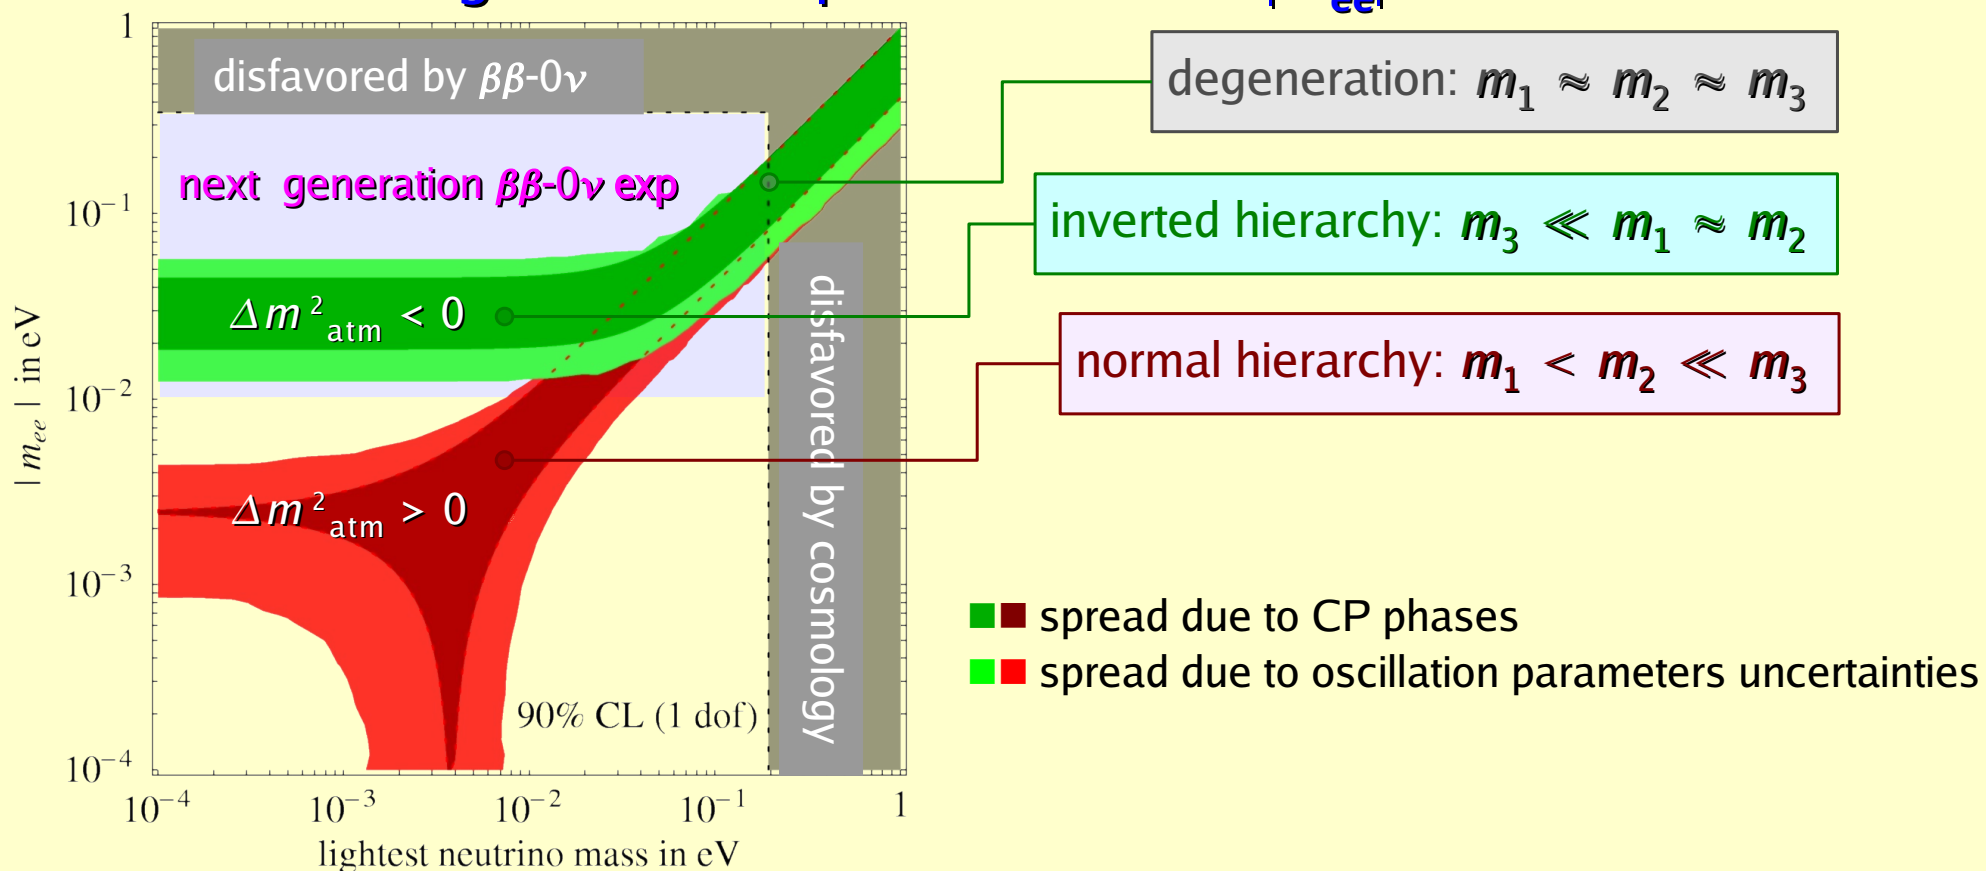 ee
1
disfavored by ββ-0ν
degeneration: m₁ ≈ m₂ ≈ m₃
next generation ββ-0ν exp
10⁻¹
inverted hierarchy: m₃ ≪ m₁ ≈ m₂
Δm²atm < 0
normal hierarchy: m₁ < m₂ ≪ m₃
10⁻²
| mₑₑ | in eV
disfavored by cosmology
Δm²atm > 0
10⁻³
spread due to CP phases
spread due to oscillation parameters uncertainties
90% CL (1 dof)
10⁻⁴
10⁻⁴ 10⁻³ 10⁻² 10⁻¹ 1
lightest neutrino mass in eV